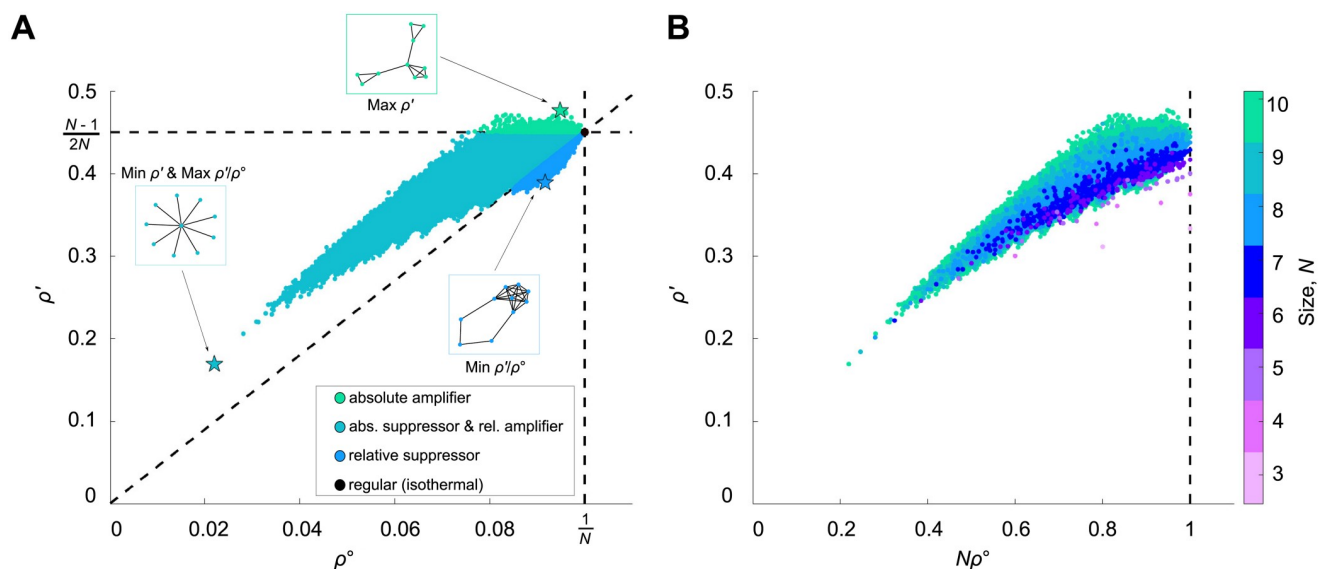 A
Max ρ′
0.5
N - 1
2N
0.4
Min ρ′ & Max ρ′/ρ°
0.3
ρ′
0.2
Min ρ′/ρ°
0.1
absolute amplifier
abs. suppressor & rel. amplifier
relative suppressor
regular (isothermal)
0
0 0.02 0.04 0.06 0.08 1/N
ρ°
B
0.5
0.4
0.3
ρ′
0.2
0.1
0
0 0.2 0.4 0.6 0.8 1
Nρ°
10
9
8
7
6
5
4
3
Size, N